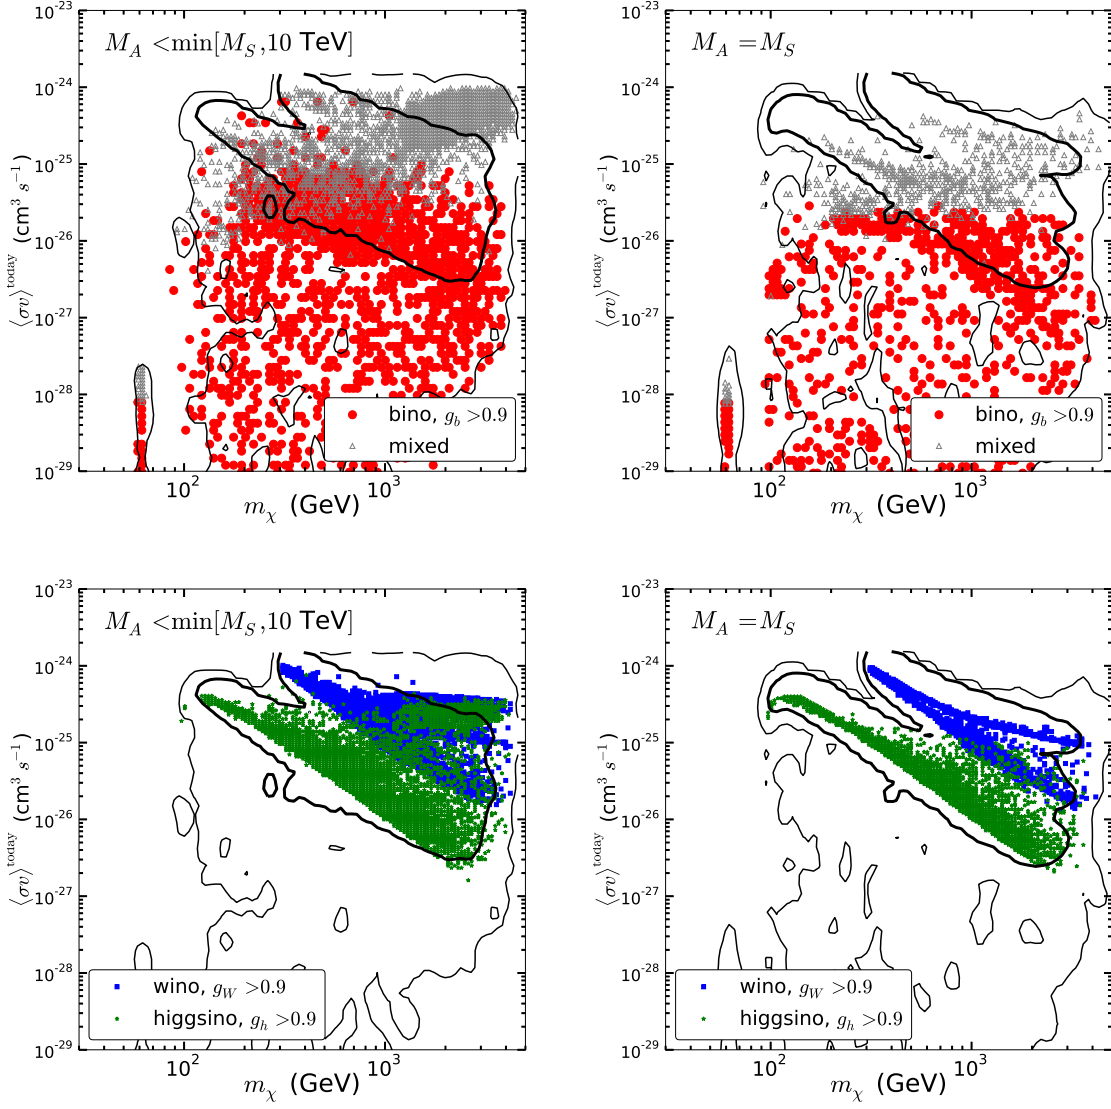 M_A <min[M_S,10 TeV]
10^-23
10^-24
10^-25
10^-26
10^-27
10^-28
10^-29
⟨σv⟩^today (cm^3 s^-1)
bino, g_b >0.9
mixed
10^2
10^3
m_χ (GeV)
M_A =M_S
10^-23
10^-24
10^-25
10^-26
10^-27
10^-28
10^-29
⟨σv⟩^today (cm^3 s^-1)
bino, g_b >0.9
mixed
10^2
10^3
m_χ (GeV)
M_A <min[M_S,10 TeV]
10^-23
10^-24
10^-25
10^-26
10^-27
10^-28
10^-29
⟨σv⟩^today (cm^3 s^-1)
wino, g_W >0.9
higgsino, g_h >0.9
10^2
10^3
m_χ (GeV)
M_A =M_S
10^-23
10^-24
10^-25
10^-26
10^-27
10^-28
10^-29
⟨σv⟩^today (cm^3 s^-1)
wino, g_W >0.9
higgsino, g_h >0.9
10^2
10^3
m_χ (GeV)